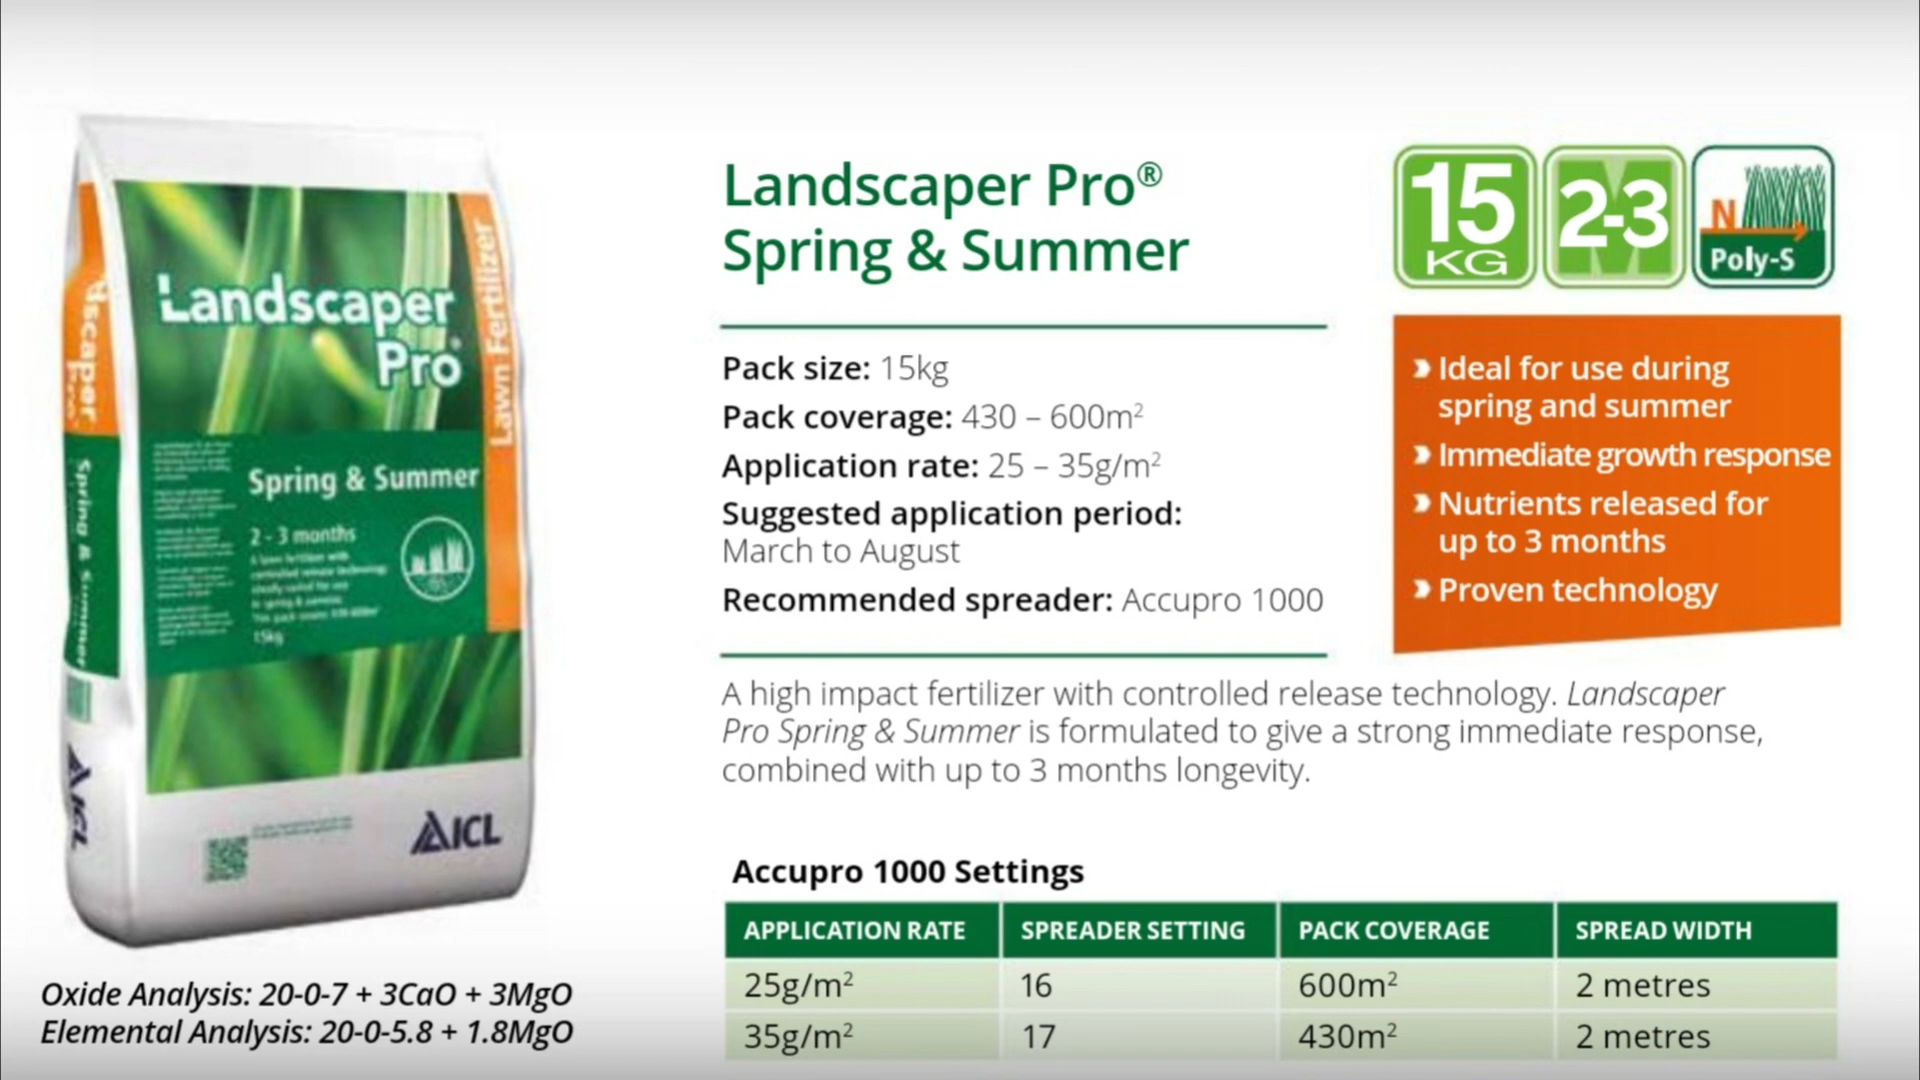 Landscaper
Pro®
Lawn Fertilizer
Spring & Summer
2 - 3 months
15kg
AICL
Landscaper Pro®
Spring & Summer
15
KG
2-3
M
N
Poly-S
Pack size: 15kg
Pack coverage: 430 – 600m²
Application rate: 25 – 35g/m²
Suggested application period:
March to August
Recommended spreader: Accupro 1000
Ideal for use during
spring and summer
Immediate growth response
Nutrients released for
up to 3 months
Proven technology
A high impact fertilizer with controlled release technology. Landscaper
Pro Spring & Summer is formulated to give a strong immediate response,
combined with up to 3 months longevity.
Accupro 1000 Settings
APPLICATION RATE SPREADER SETTING PACK COVERAGE SPREAD WIDTH
25g/m² 16 600m² 2 metres
35g/m² 17 430m² 2 metres
Oxide Analysis: 20-0-7 + 3CaO + 3MgO
Elemental Analysis: 20-0-5.8 + 1.8MgO